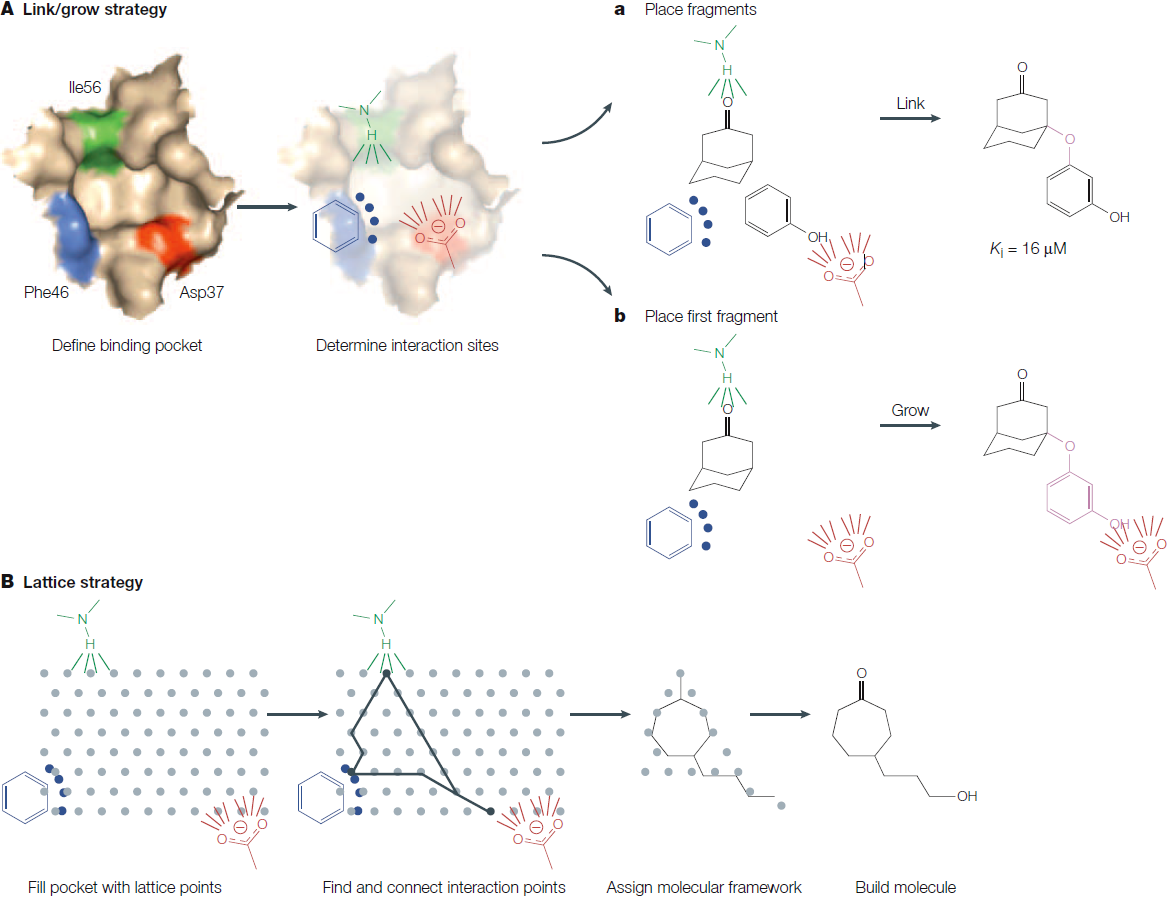 A Link/grow strategy
Ile56
Phe46
Asp37
Define binding pocket
N
H
O
O
Determine interaction sites
a Place fragments
N
H
O
OH
O
O
Link
O
O
OH
Ki = 16 μM
b Place first fragment
N
H
O
O
O
Grow
O
O
OH
O
O
B Lattice strategy
N
H
O
O
Fill pocket with lattice points
N
H
O
O
Find and connect interaction points
Assign molecular framework
O
OH
Build molecule